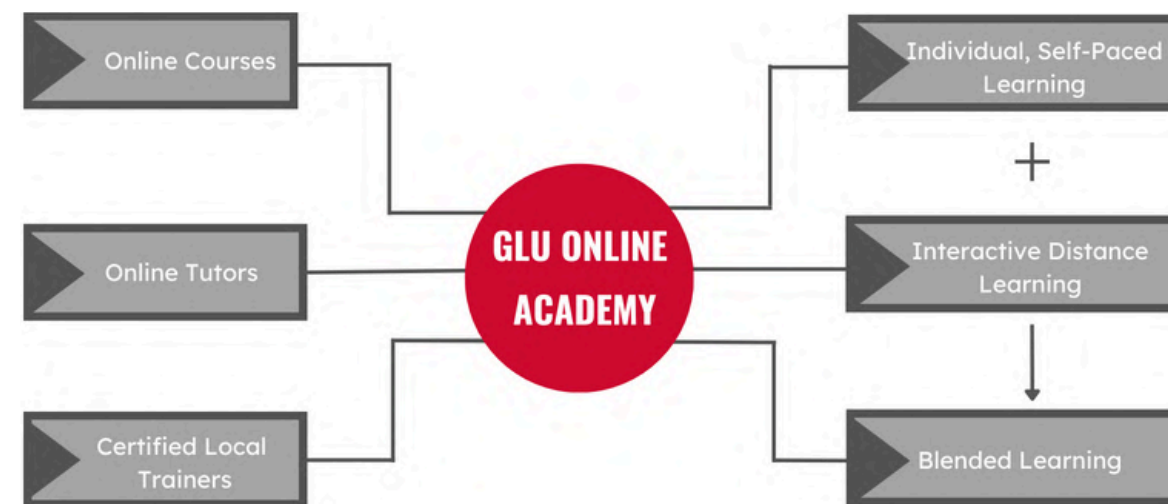 Online Courses
Online Tutors
Certified Local
Trainers
GLU ONLINE
ACADEMY
Individual, Self-Paced
Learning
+
Interactive Distance
Learning
Blended Learning